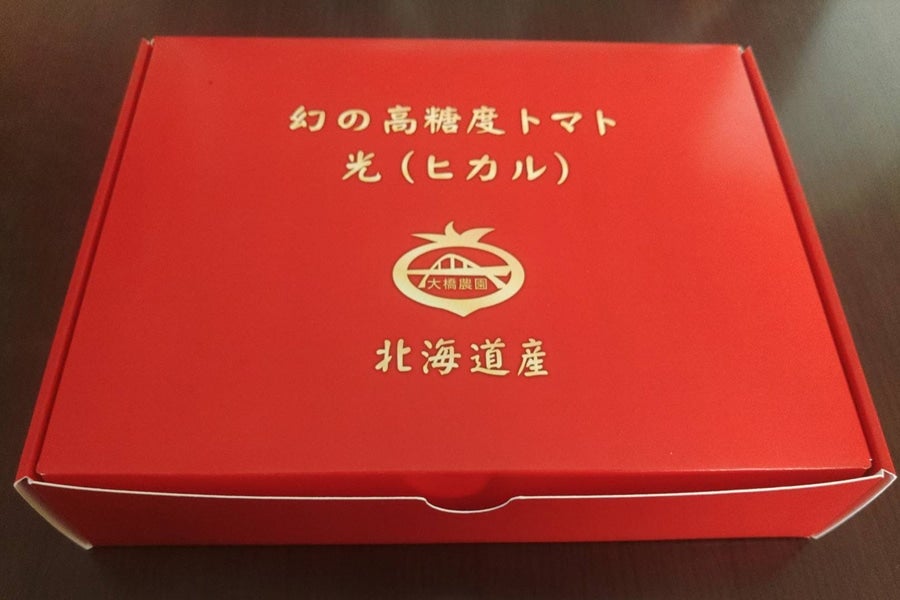 幻の高糖度トマト
光(ヒカル)
大橋農園
北海道産